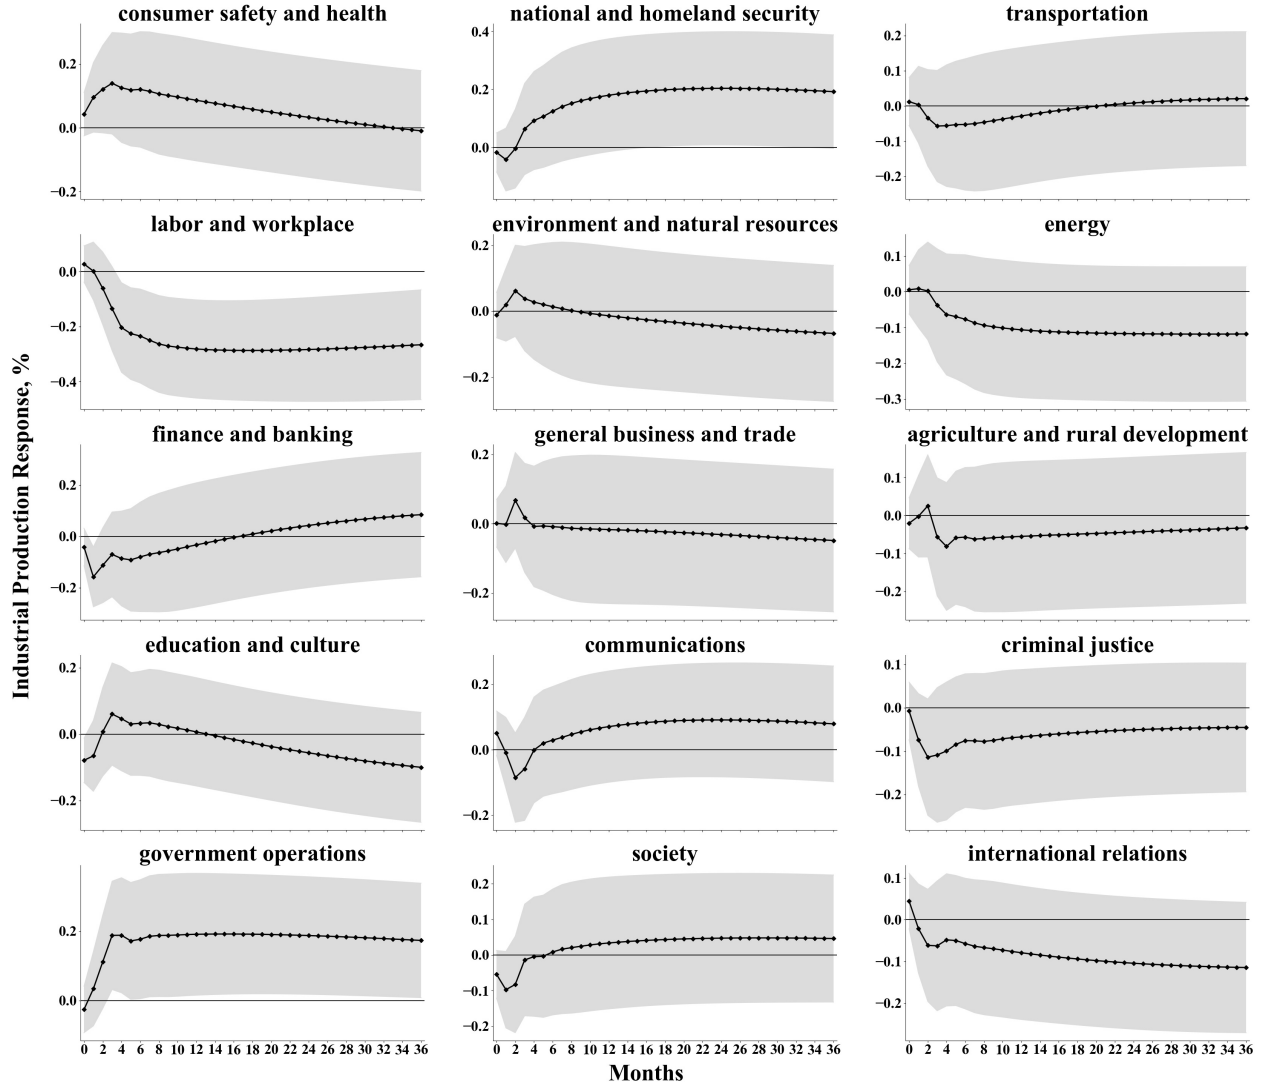 consumer safety and health
national and homeland security
transportation
0.2
0.0
−0.2
0.4
0.2
0.0
0.2
0.1
0.0
−0.1
−0.2
labor and workplace
environment and natural resources
energy
0.0
−0.2
−0.4
0.2
0.0
−0.2
0.1
0.0
−0.1
−0.2
−0.3
finance and banking
general business and trade
agriculture and rural development
0.2
0.0
−0.2
0.2
0.0
−0.2
0.1
0.0
−0.1
−0.2
education and culture
communications
criminal justice
0.2
0.0
−0.2
0.2
0.0
−0.2
0.1
0.0
−0.1
−0.2
government operations
society
international relations
0.2
0.0
0.2
0.1
0.0
−0.1
−0.2
0.1
0.0
−0.1
−0.2
0 2 4 6 8 10 12 14 16 18 20 22 24 26 28 30 32 34 36
0 2 4 6 8 10 12 14 16 18 20 22 24 26 28 30 32 34 36
0 2 4 6 8 10 12 14 16 18 20 22 24 26 28 30 32 34 36
Industrial Production Response, %
Months